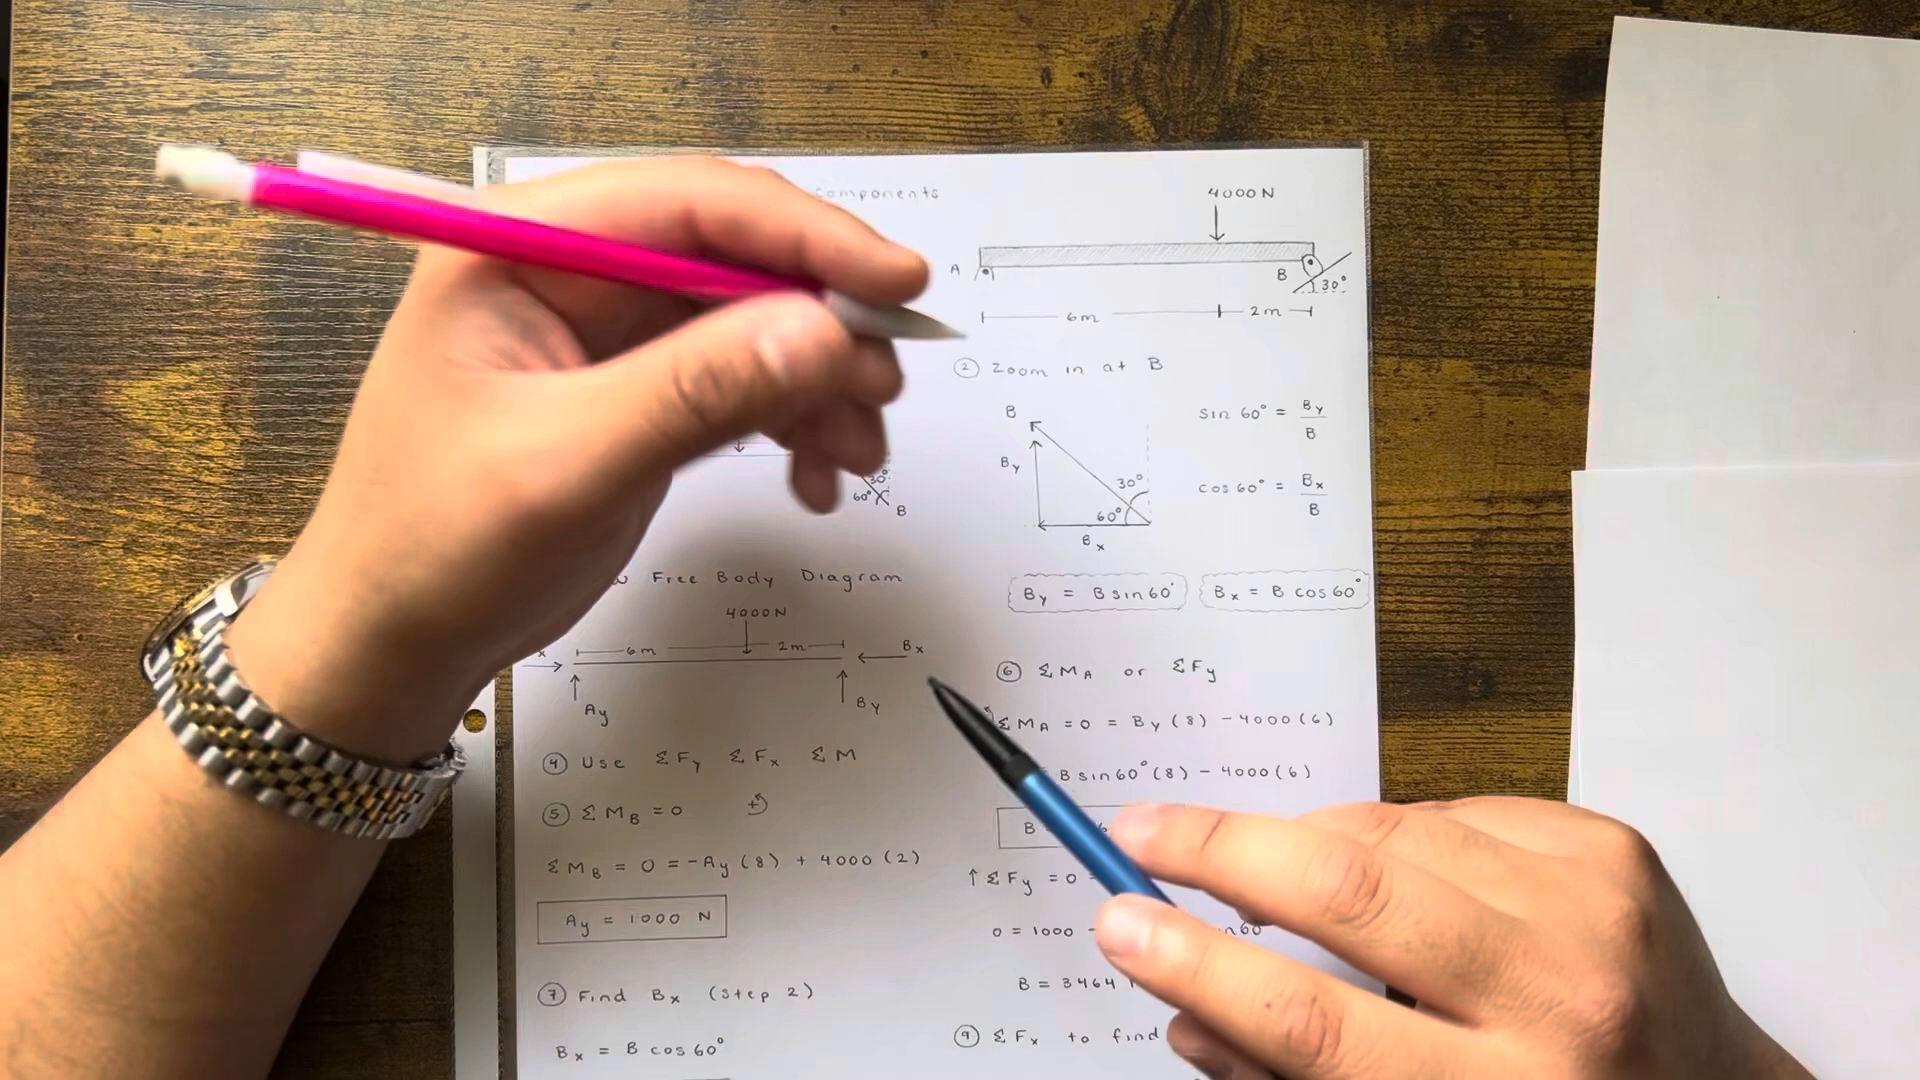 components
4000N
A
B
30°
6m
2m
2 Zoom in at B
B
By
30°
60°
Bx
sin 60° = By
B
cos 60° = Bx
B
By = B sin 60°
Bx = B cos 60°
30°
60°
B
Free Body Diagram
4000N
6m
2m
Bx
x
Ay
By
4 Use ΣFy ΣFx ΣM
5 ΣMB = 0 +
ΣMB = 0 = -Ay (8) + 4000 (2)
Ay = 1000 N
7 Find Bx (Step 2)
Bx = B cos 60°
6 ΣMA or ΣFy
ΣMA = 0 = By (8) - 4000 (6)
B sin 60° (8) - 4000 (6)
B
↑ ΣFy = 0
0 = 1000 -
B = 3464
9 ΣFx to find